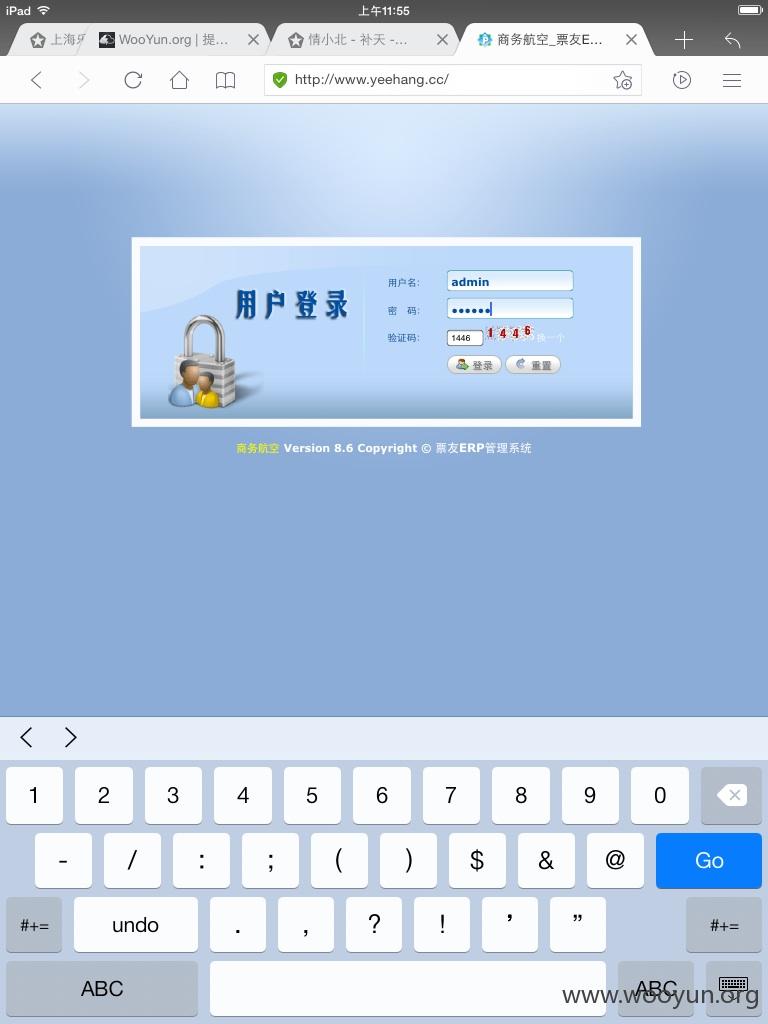 iPad 上午11:55
上海乐 WooYun.org | 提... 情小北 - 补天 -... 商务航空_票友E...
http://www.yeehang.cc/
用户登录
用户名: admin
密 码: ••••••
验证码: 1446 1446 换一个
登录 重置
商务航空 Version 8.6 Copyright © 票友ERP管理系统
1 2 3 4 5 6 7 8 9 0
- / : ; ( ) $ & @ Go
#+= undo . , ? ! ’ ” #+=
ABC ABC
www.wooyun.org